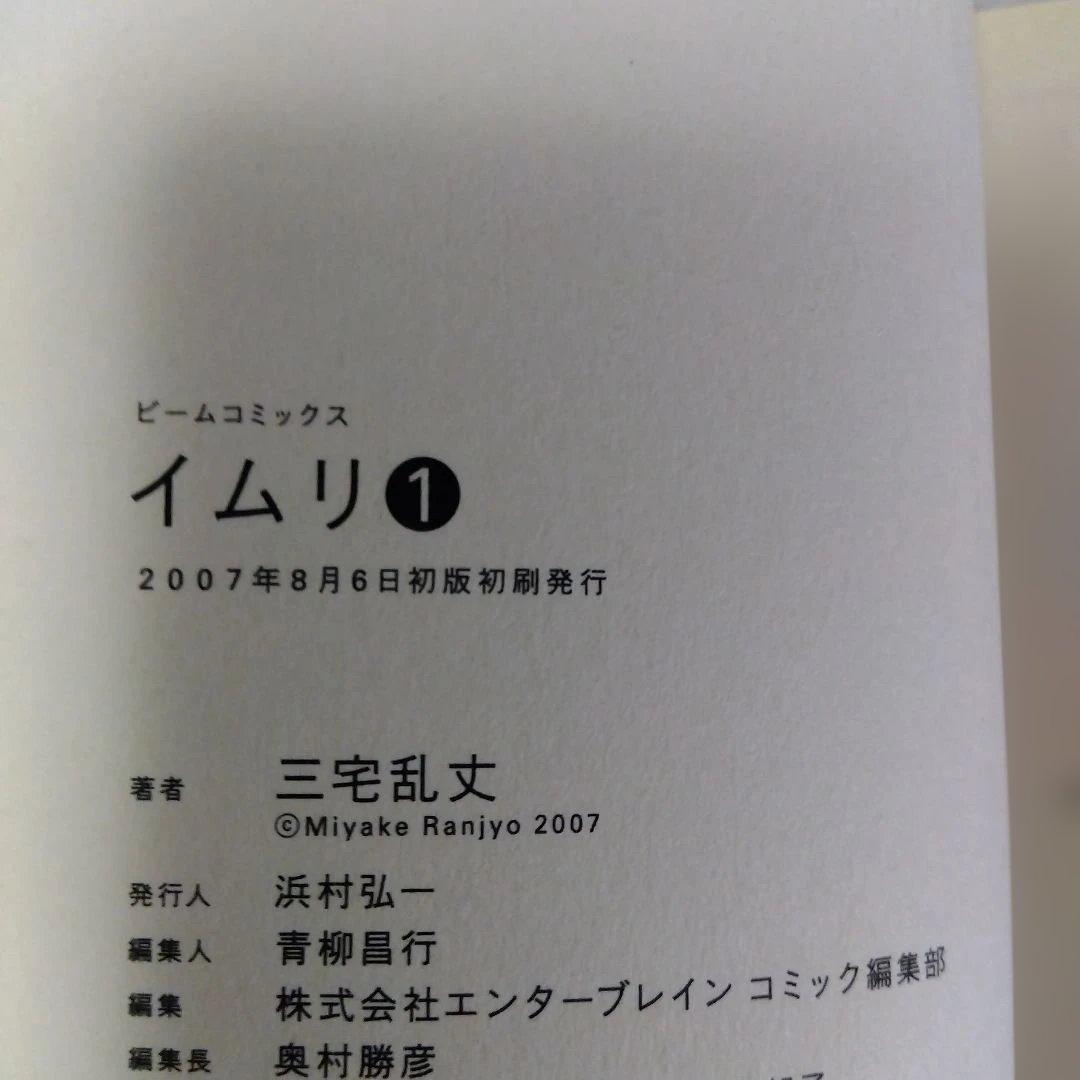 ビームコミックス
イムリ❶
2007年8月6日初版初刷発行
著者 三宅乱丈
©Miyake Ranjyo 2007
発行人 浜村弘一
編集人 青柳昌行
編集 株式会社エンターブレイン コミック編集部
編集長 奥村勝彦